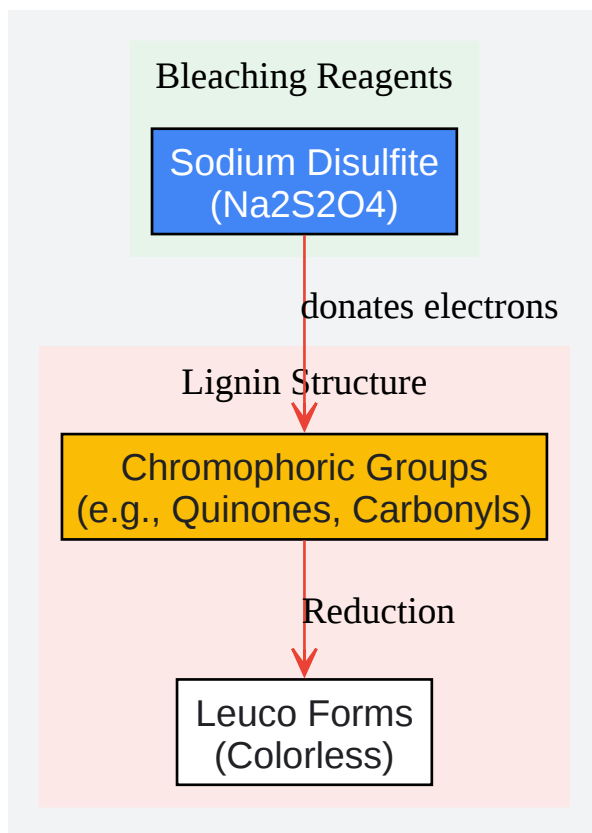 Bleaching Reagents
Sodium Disulfite
(Na2S2O4)
donates electrons
Lignin Structure
Chromophoric Groups
(e.g., Quinones, Carbonyls)
Reduction
Leuco Forms
(Colorless)